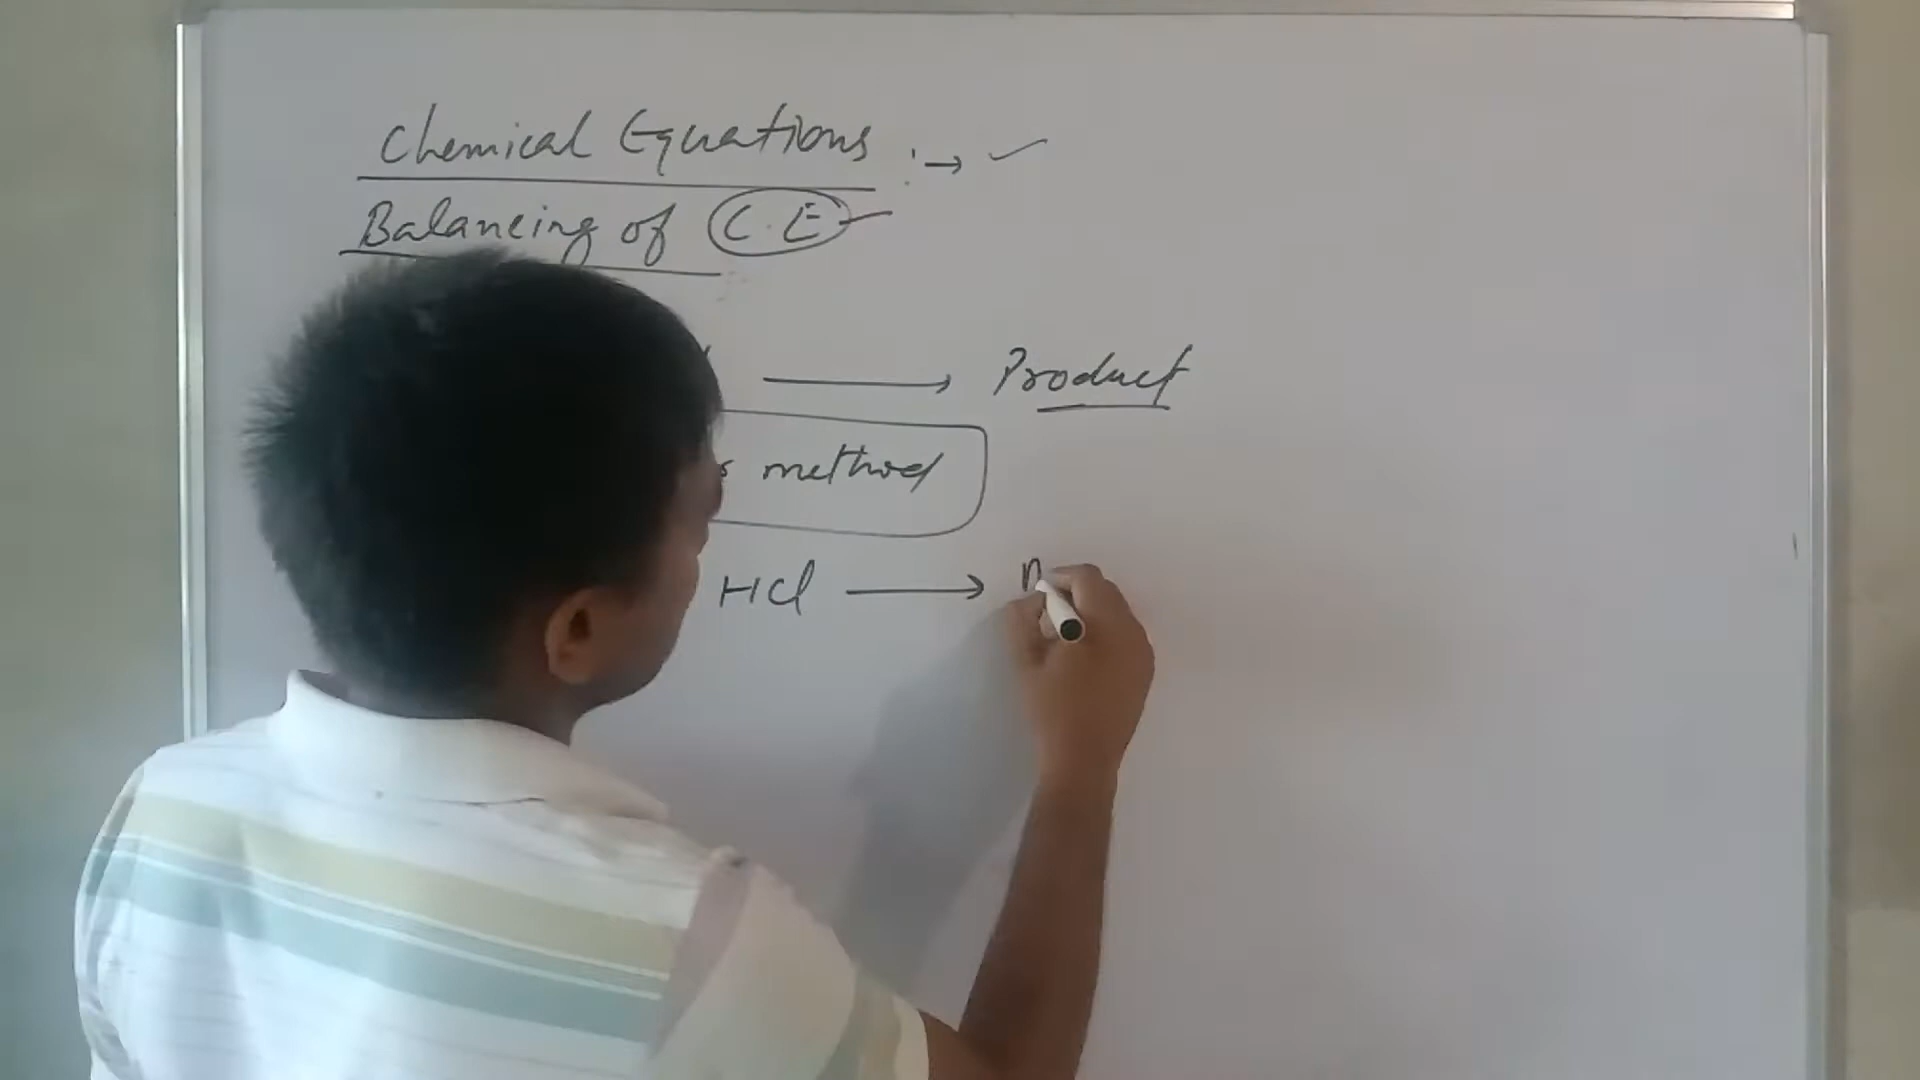 Chemical Equations :→ ✓
Balancing of C.E
⟶ Product
method
HCl ⟶